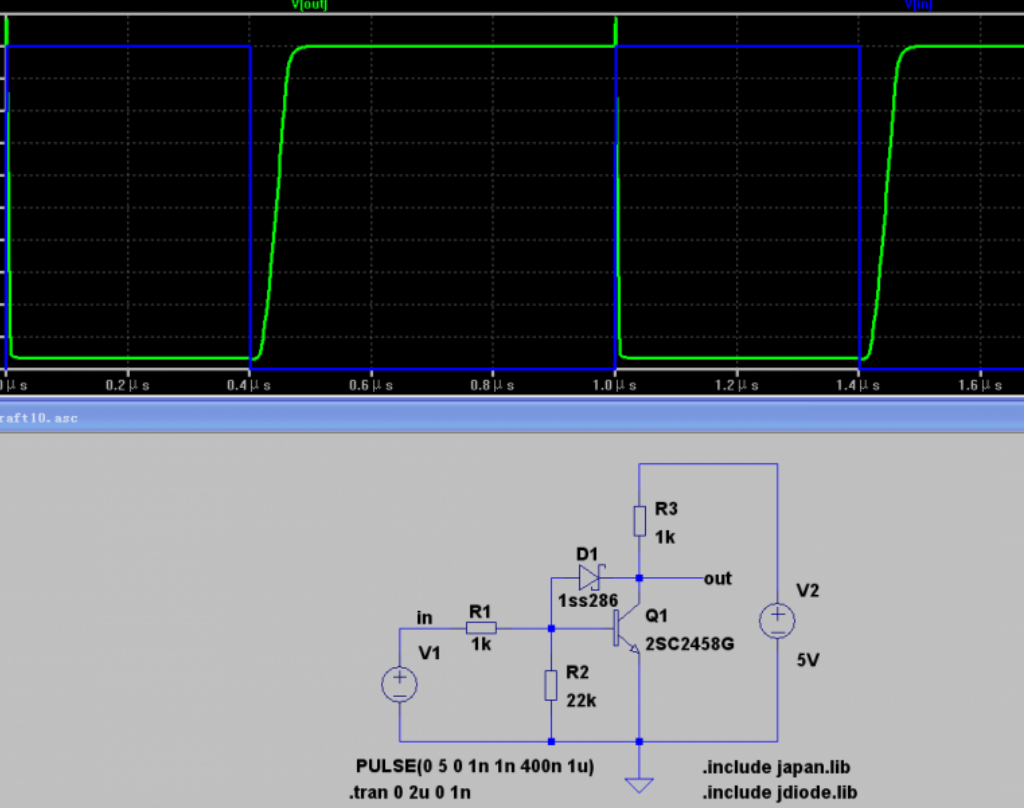 V[out] V[in]
0µs 0.2µs 0.4µs 0.6µs 0.8µs 1.0µs 1.2µs 1.4µs 1.6µs
raft10.asc
R3
1k
D1
out
1ss286
V2
in
R1
Q1
1k
2SC2458G
V1
5V
R2
22k
PULSE(0 5 0 1n 1n 400n 1u)
.include japan.lib
.tran 0 2u 0 1n
.include jdiode.lib